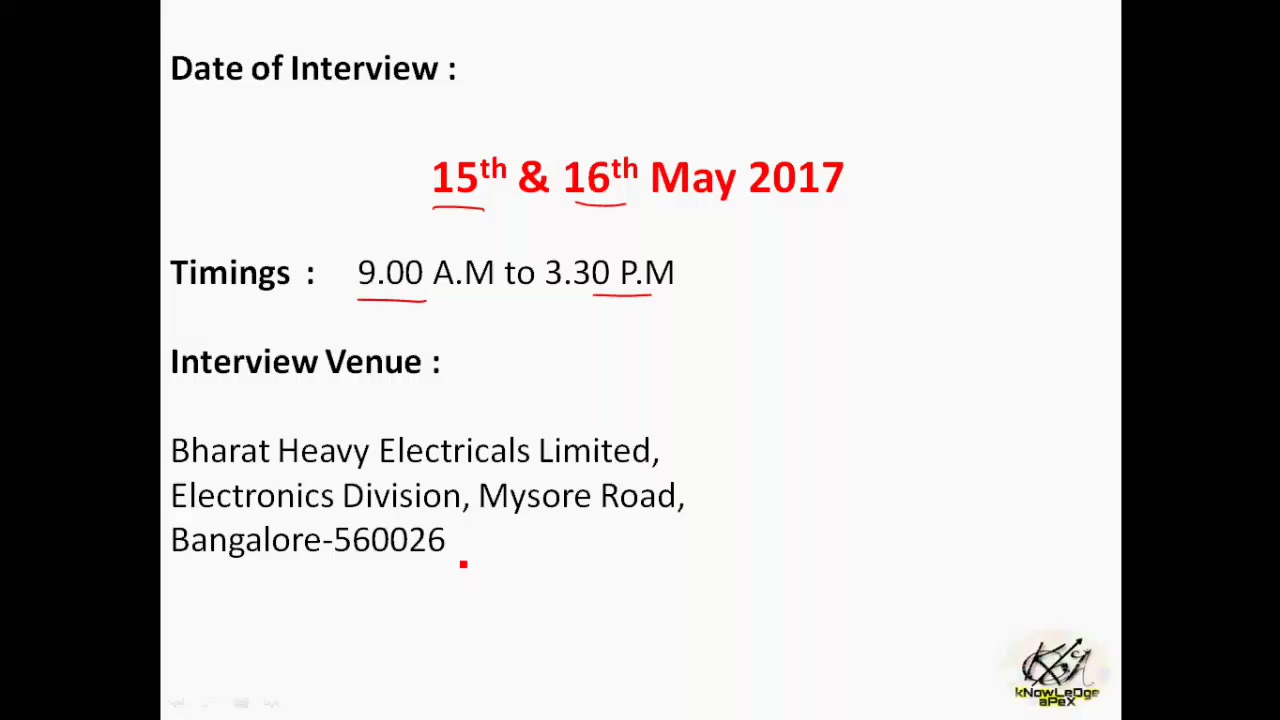 Date of Interview :
15th & 16th May 2017
Timings : 9.00 A.M to 3.30 P.M
Interview Venue :
Bharat Heavy Electricals Limited,
Electronics Division, Mysore Road,
Bangalore-560026
kNowLeDge
aPeX